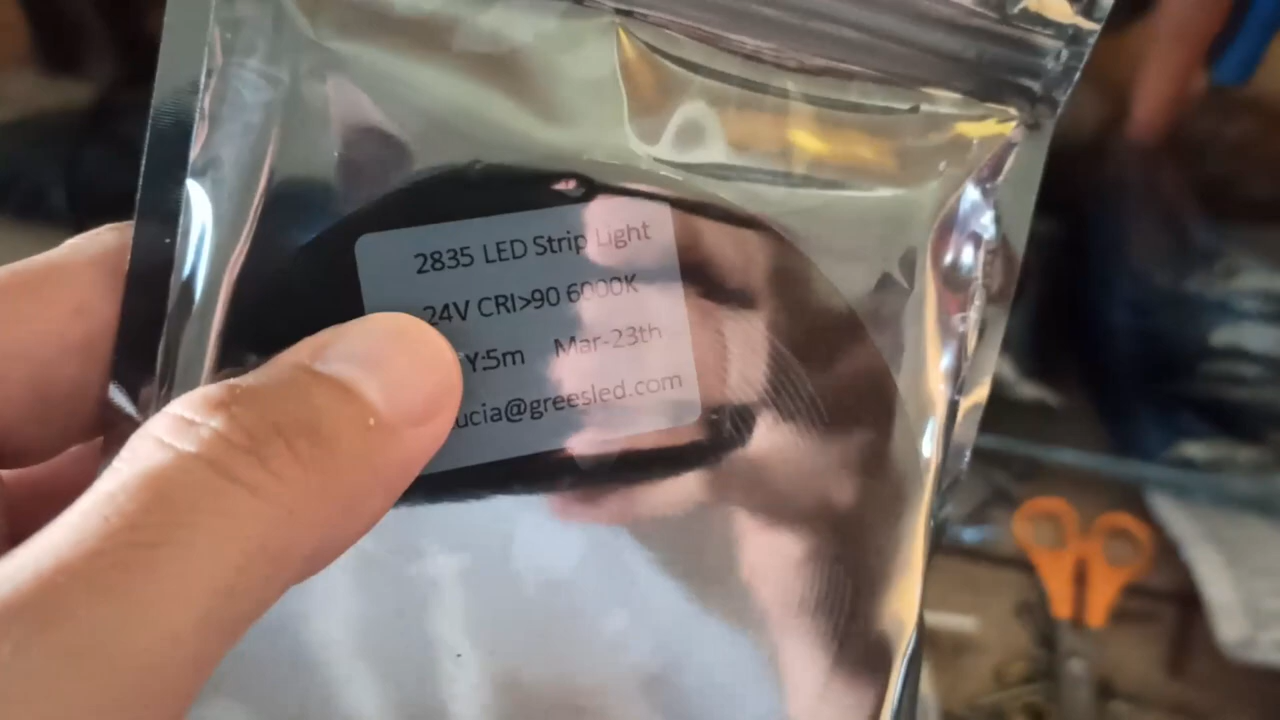 2835 LED Strip Light
24V CRI>90 6000K
Y:5m Mar-23th
ucia@greesled.com